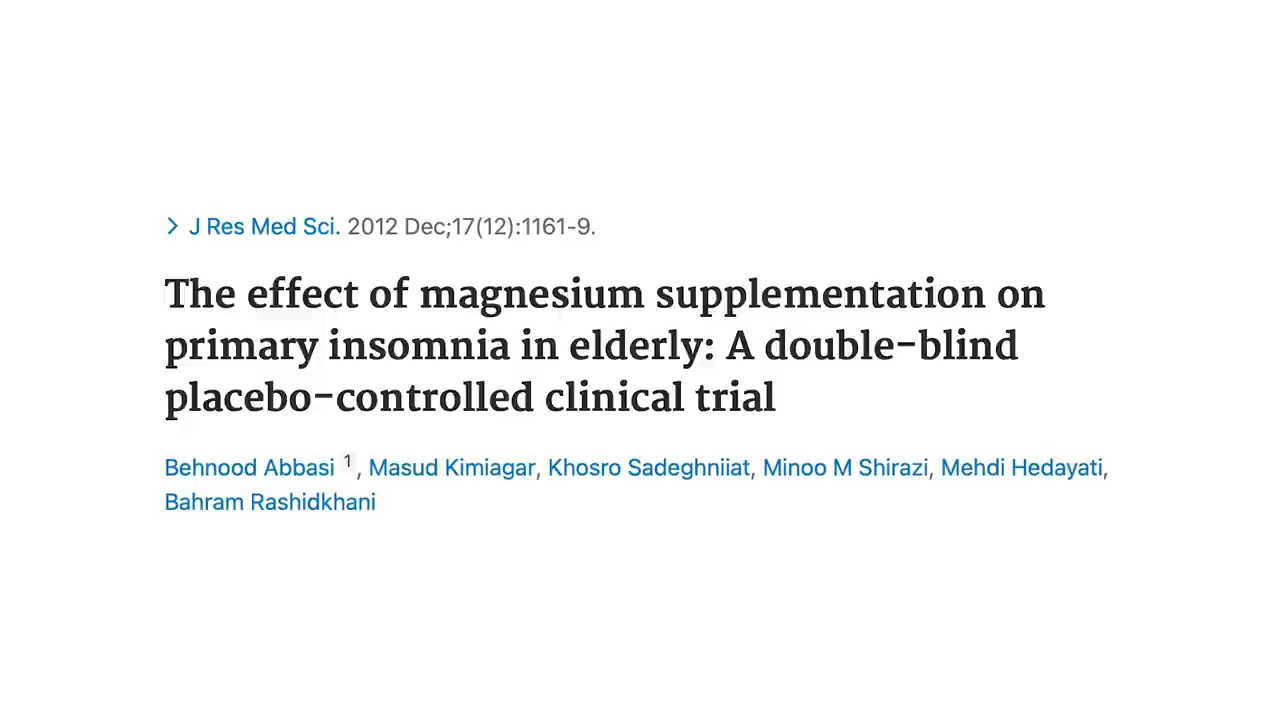 > J Res Med Sci. 2012 Dec;17(12):1161-9.
The effect of magnesium supplementation on
primary insomnia in elderly: A double-blind
placebo-controlled clinical trial
Behnood Abbasi 1, Masud Kimiagar, Khosro Sadeghniiat, Minoo M Shirazi, Mehdi Hedayati,
Bahram Rashidkhani